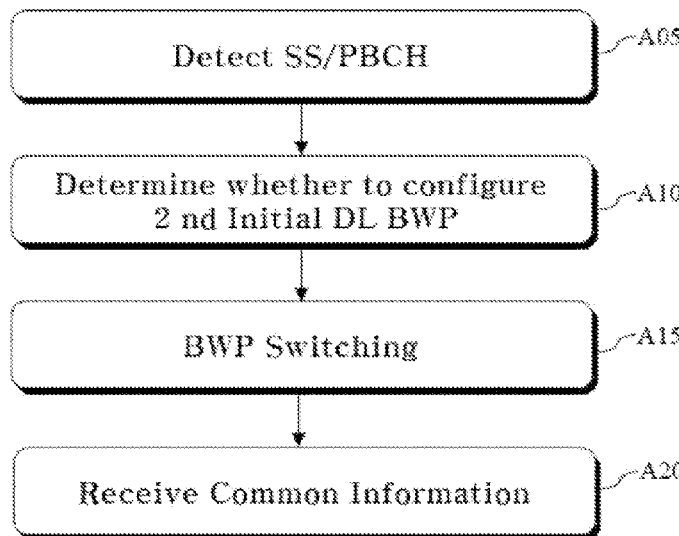 Detect SS/PBCH
A05
Determine whether to configure
2 nd Initial DL BWP
A10
BWP Switching
A15
Receive Common Information
A20